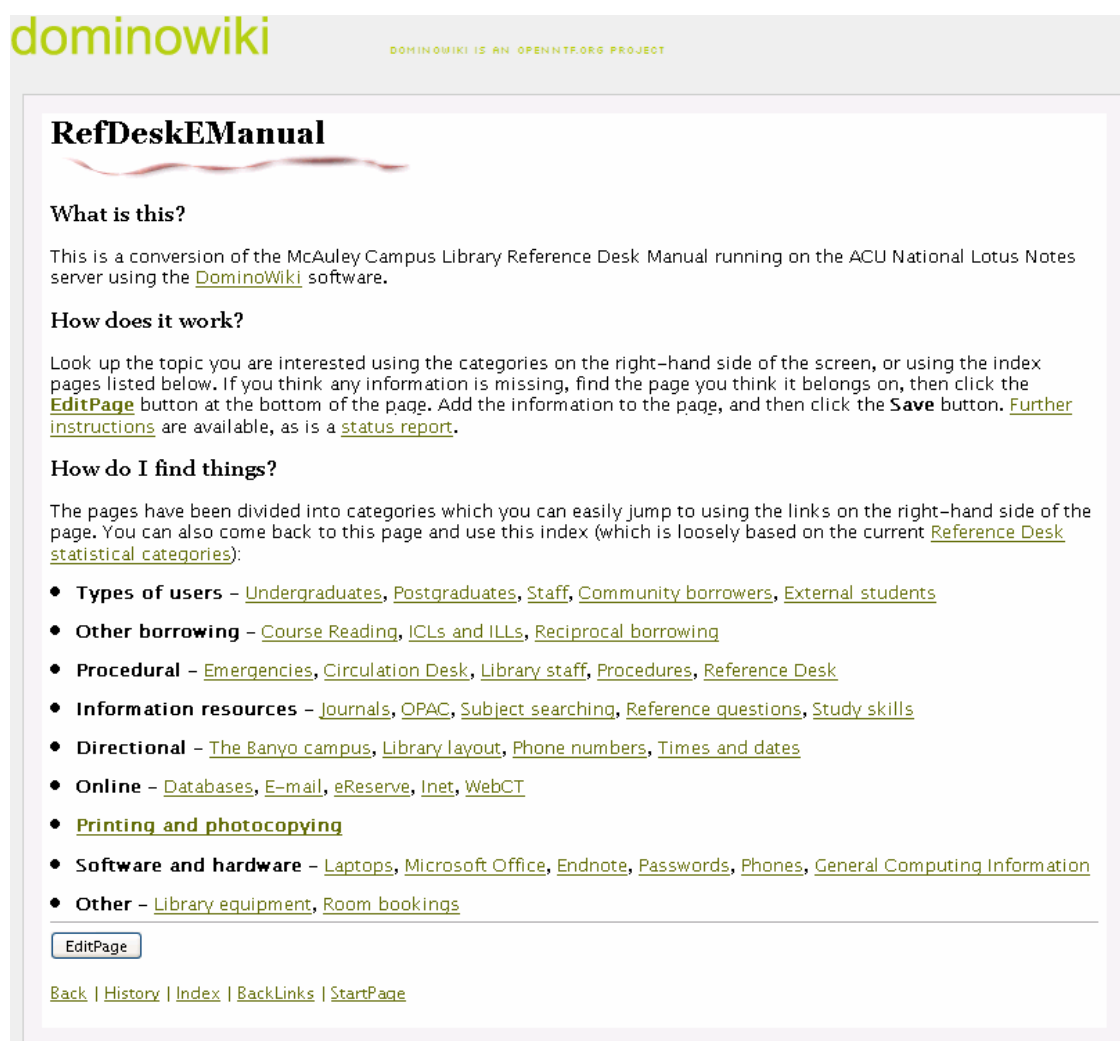 dominowiki
DOMINOWIKI IS AN OPENNTF.ORG PROJECT
RefDeskEManual
What is this?
This is a conversion of the McAuley Campus Library Reference Desk Manual running on the ACU National Lotus Notes
server using the DominoWiki software.
How does it work?
Look up the topic you are interested using the categories on the right-hand side of the screen, or using the index
pages listed below. If you think any information is missing, find the page you think it belongs on, then click the
EditPage button at the bottom of the page. Add the information to the page, and then click the Save button. Further
instructions are available, as is a status report.
How do I find things?
The pages have been divided into categories which you can easily jump to using the links on the right-hand side of the
page. You can also come back to this page and use this index (which is loosely based on the current Reference Desk
statistical categories):
• Types of users – Undergraduates, Postgraduates, Staff, Community borrowers, External students
• Other borrowing – Course Reading, ICLs and ILLs, Reciprocal borrowing
• Procedural – Emergencies, Circulation Desk, Library staff, Procedures, Reference Desk
• Information resources – Journals, OPAC, Subject searching, Reference questions, Study skills
• Directional – The Banyo campus, Library layout, Phone numbers, Times and dates
• Online – Databases, E-mail, eReserve, Inet, WebCT
• Printing and photocopying
• Software and hardware – Laptops, Microsoft Office, Endnote, Passwords, Phones, General Computing Information
• Other – Library equipment, Room bookings
EditPage
Back | History | Index | BackLinks | StartPage